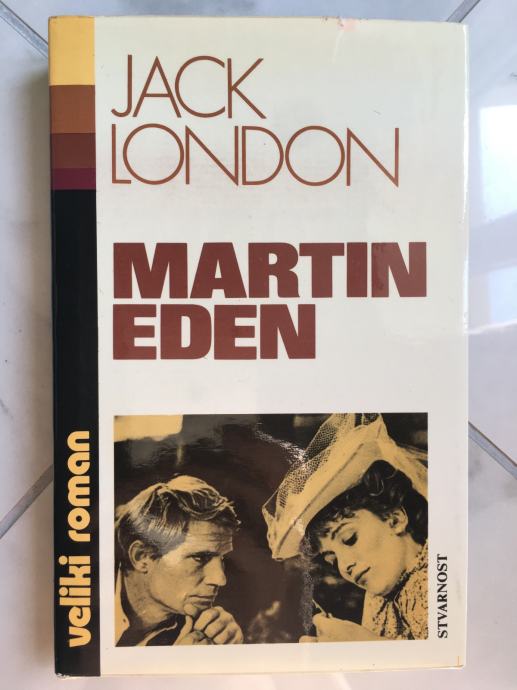 JACK
LONDON
MARTIN
EDEN
veliki roman
STVARNOST